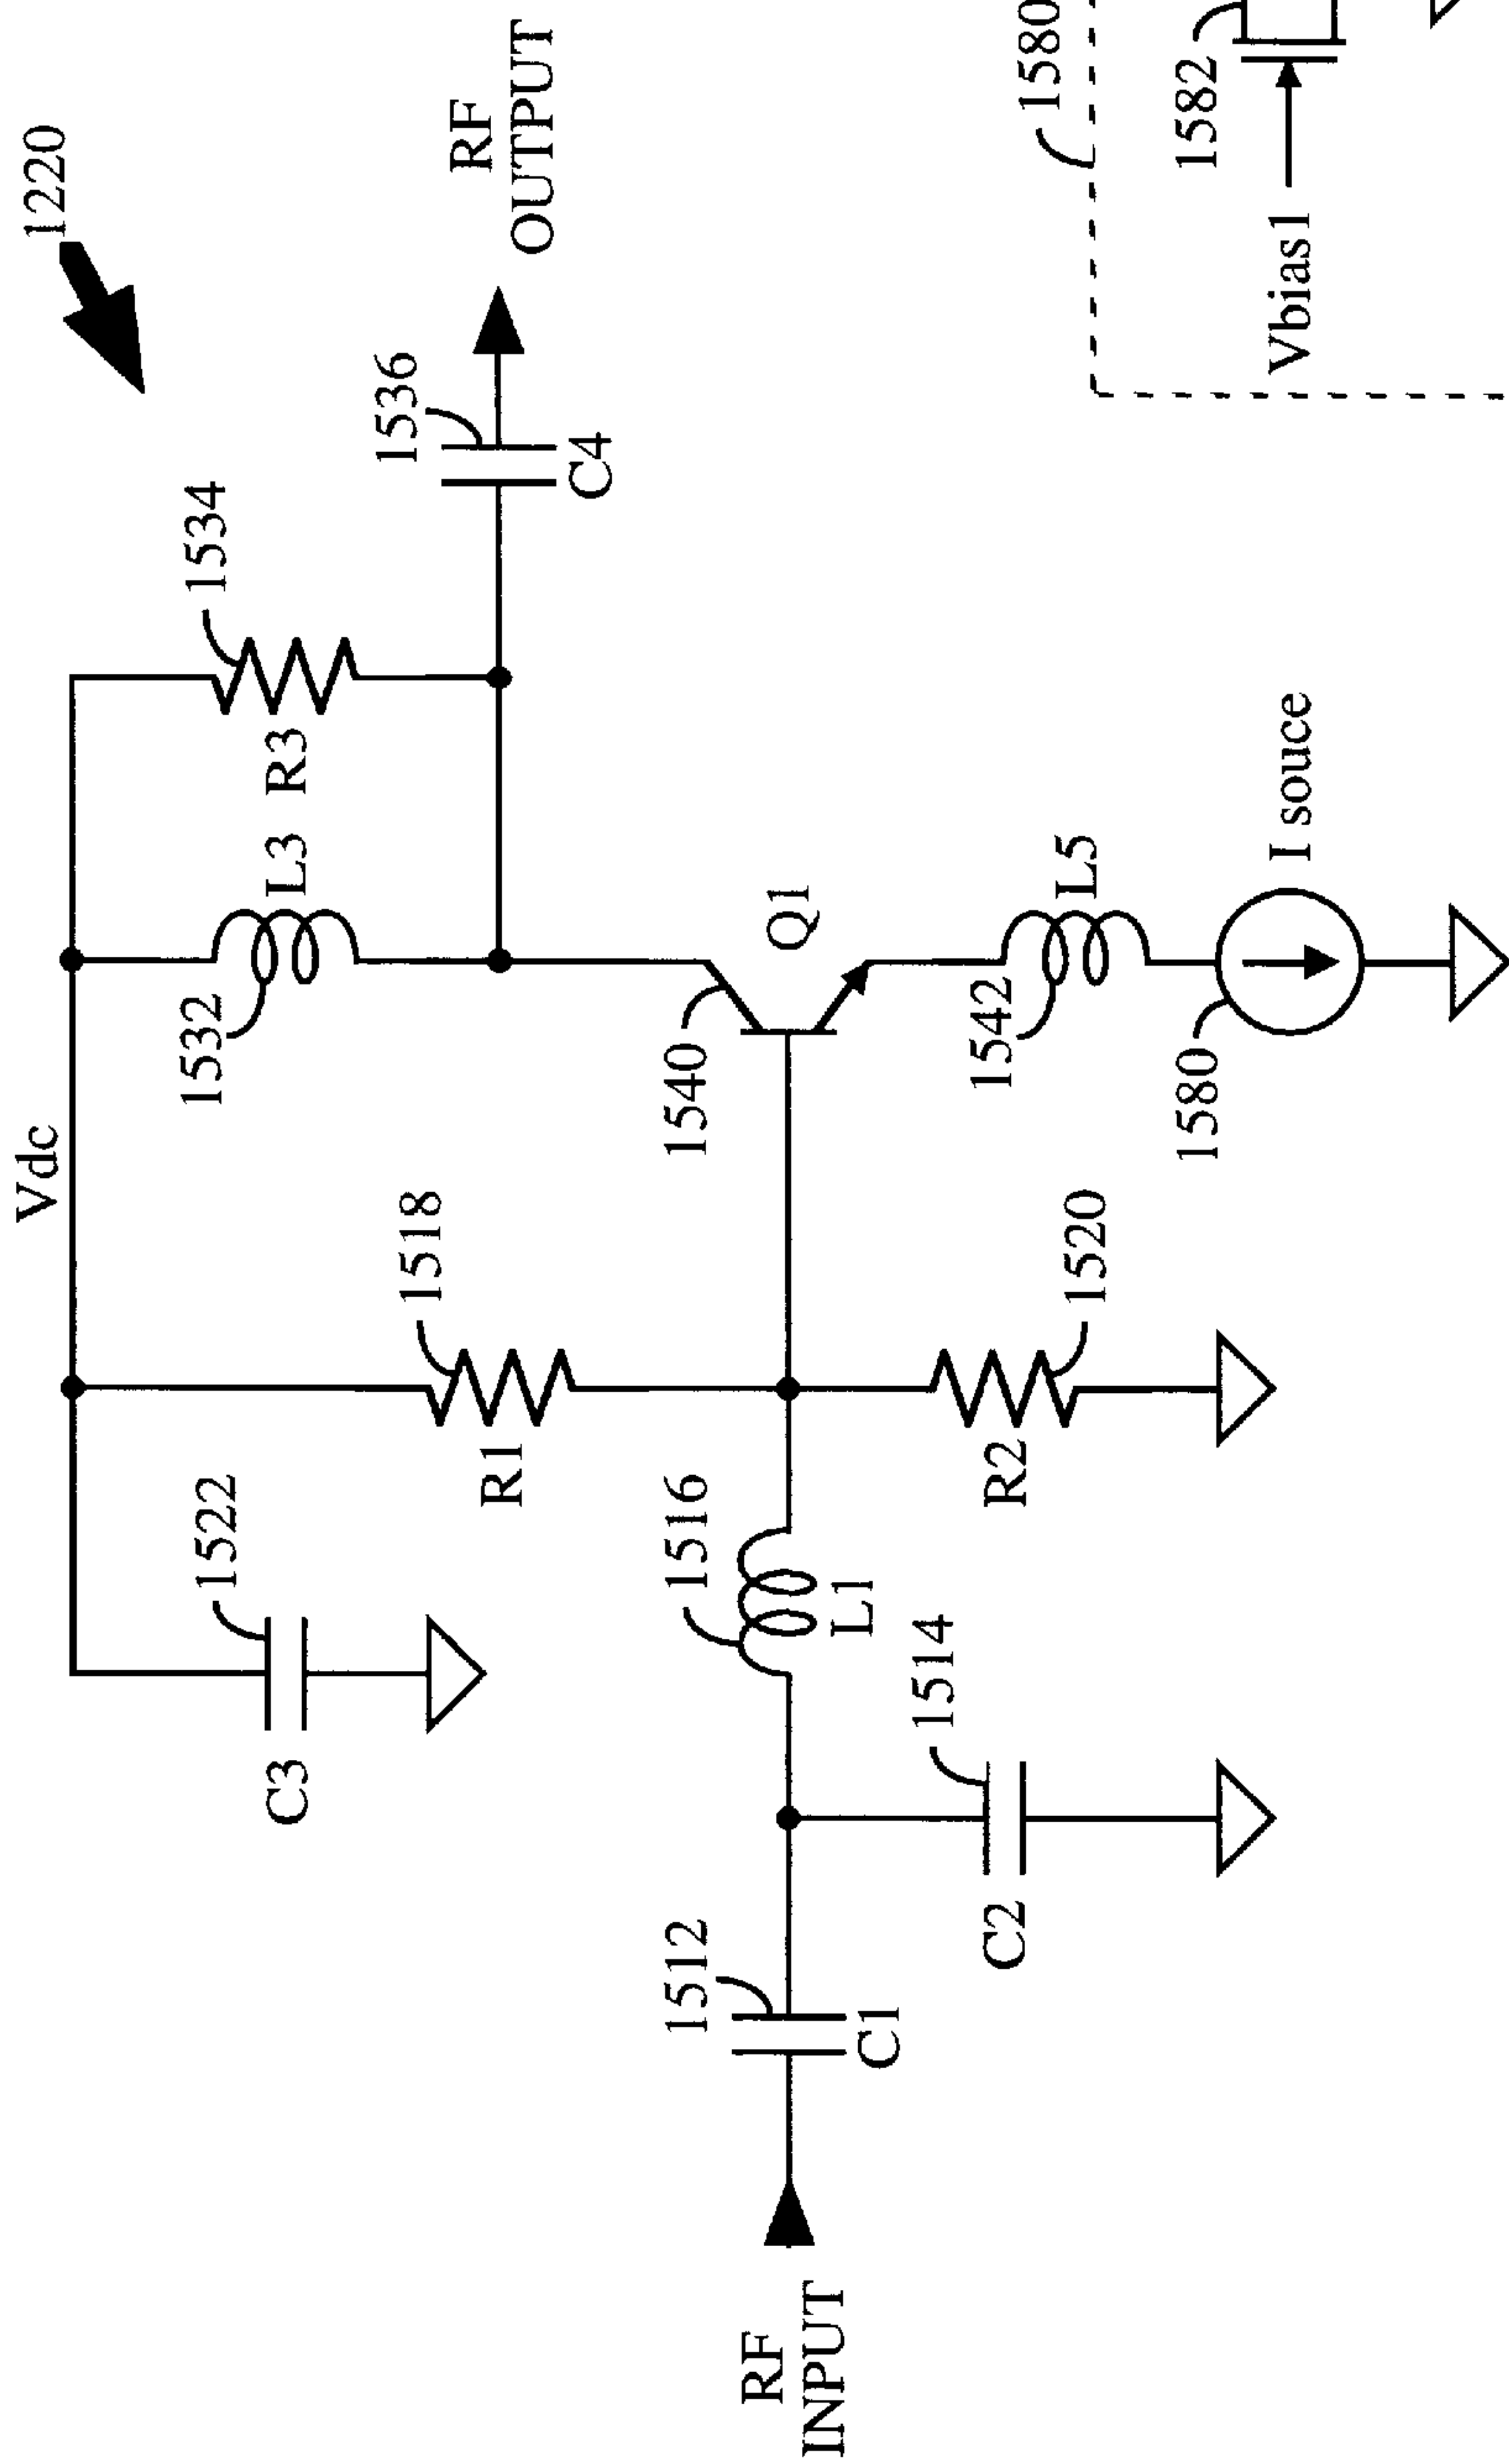 1220
Vdc
1522
C3
1518
R1
1532
L3
R3
1534
1536
C4
RF
OUTPUT
RF
INPUT
1512
C1
1514
C2
1516
L1
1520
R2
1540
Q1
1542
L5
1580
I souce
1580
1582
Vbias1